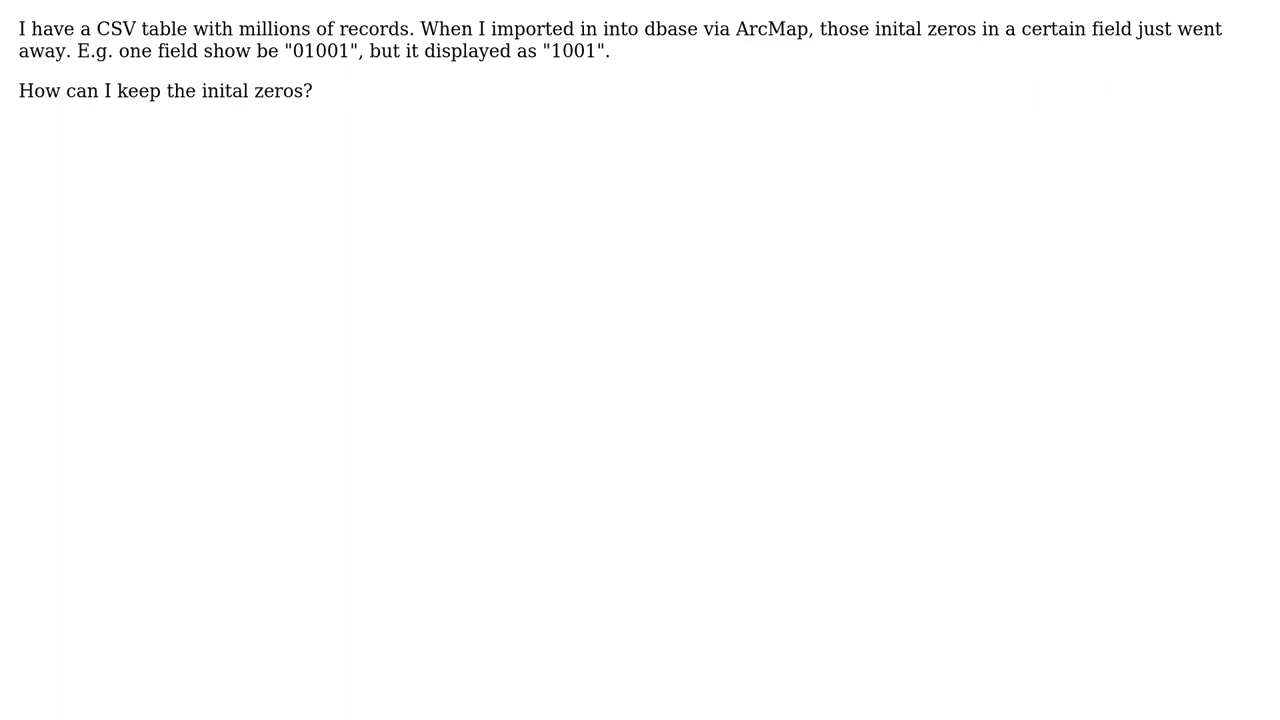 I have a CSV table with millions of records. When I imported in into dbase via ArcMap, those inital zeros in a certain field just went
away. E.g. one field show be "01001", but it displayed as "1001".
How can I keep the inital zeros?